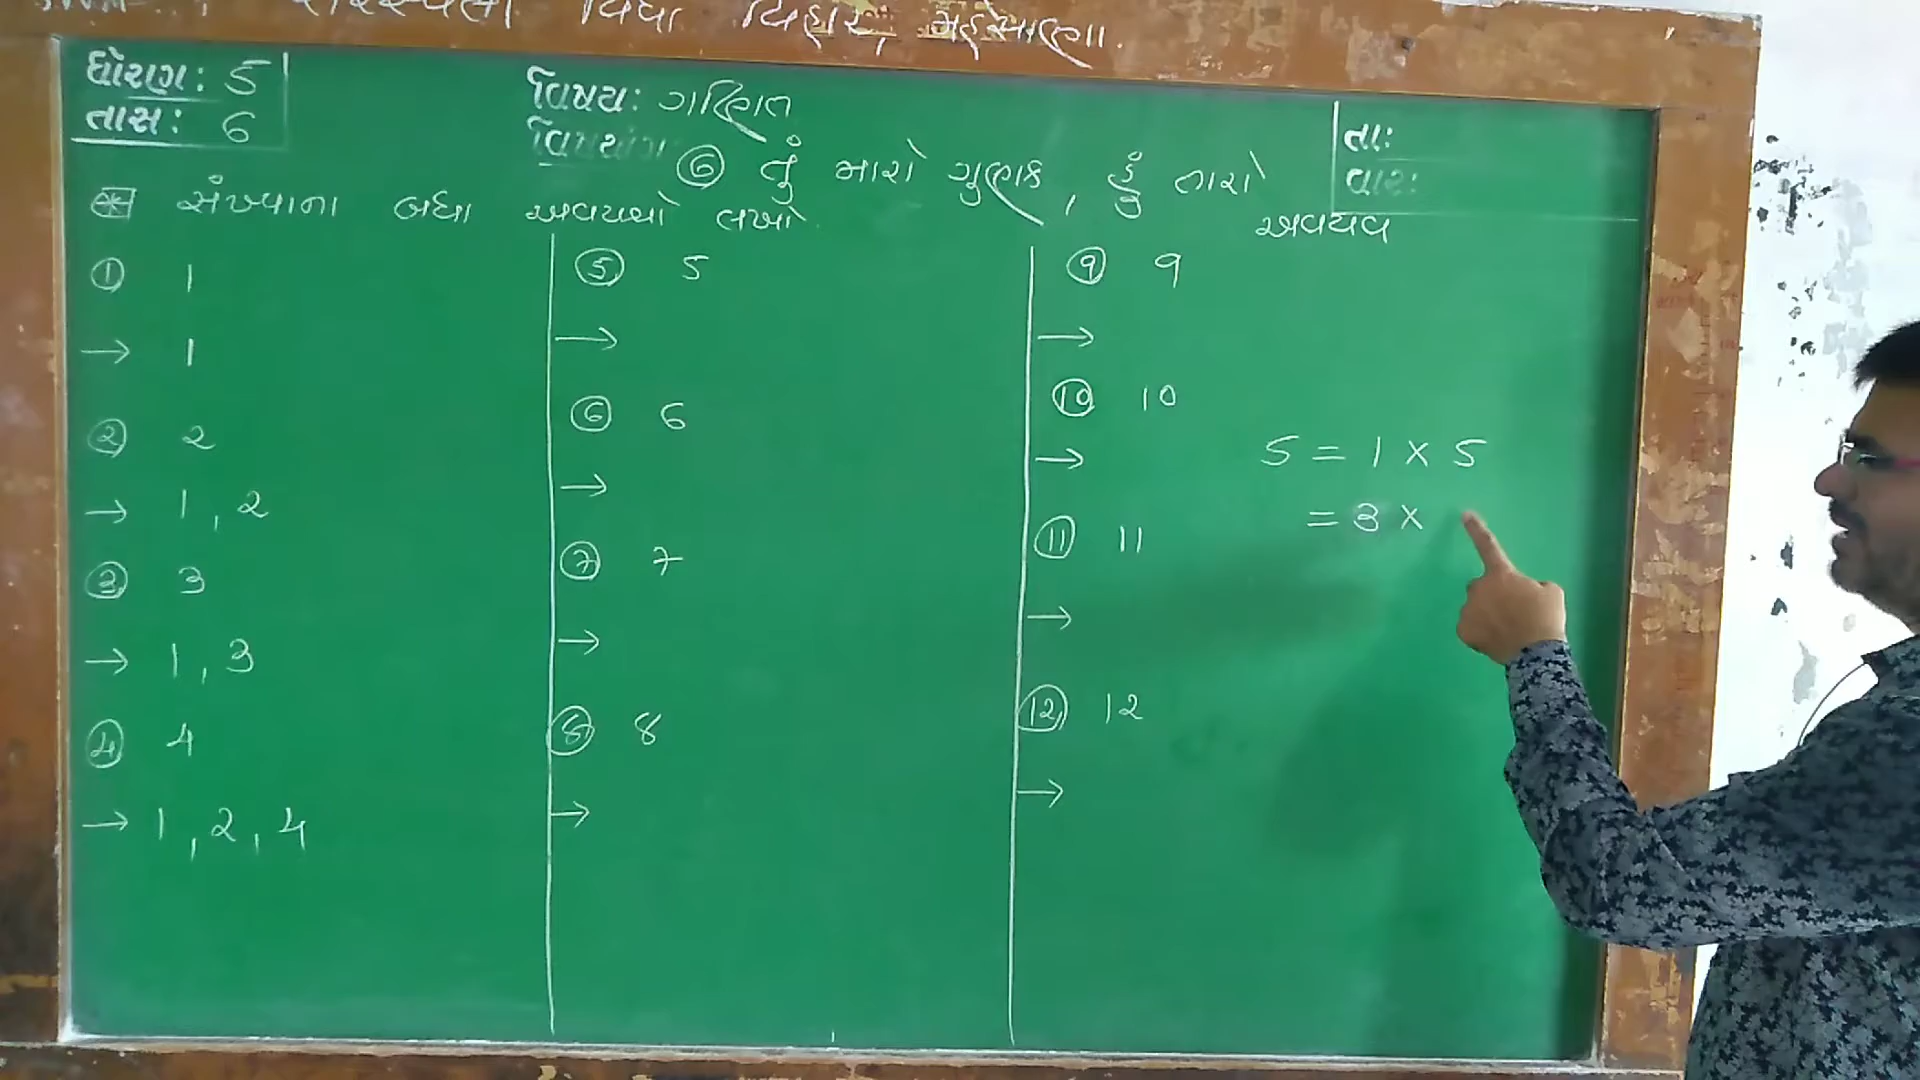 વિદ્યા વિહાર, મહેસાણા.
ધોરણ: 5
તાસ: 6
વિષય: ગણિત
વિષયાંગ
તા:
વાર:
⑥ તું મારો ગુણક, હું તારો અવયવ
* સંખ્યાના બધા અવયવો લખો.
① 1
→ 1
② 2
→ 1, 2
③ 3
→ 1, 3
④ 4
→ 1, 2, 4
⑤ 5
→
⑥ 6
→
⑦ 7
→
⑧ 8
→
⑨ 9
→
⑩ 10
→
⑪ 11
→
⑫ 12
→
5 = 1 × 5
= 3 ×